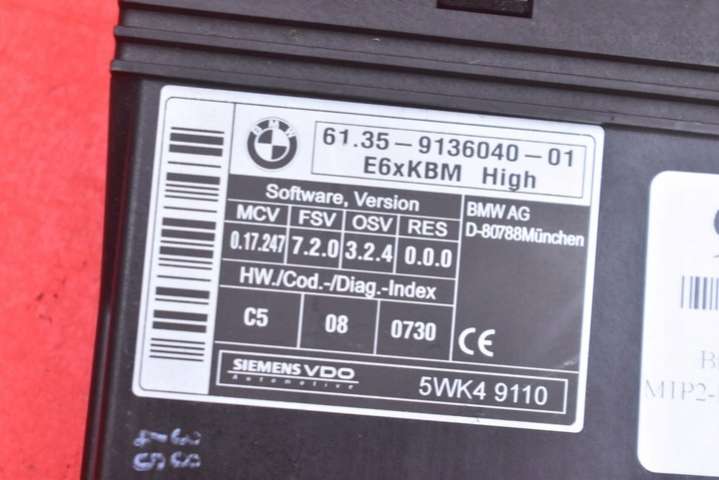 BMW
61.35-9136040-01
E6xKBM High
Software, Version
MCV FSV OSV RES
0.17.247 7.2.0 3.2.4 0.0.0
BMW AG
D-80788München
HW./Cod.-/Diag.-Index
C5 08 0730
CE
SIEMENS VDO
Automotive
5WK4 9110